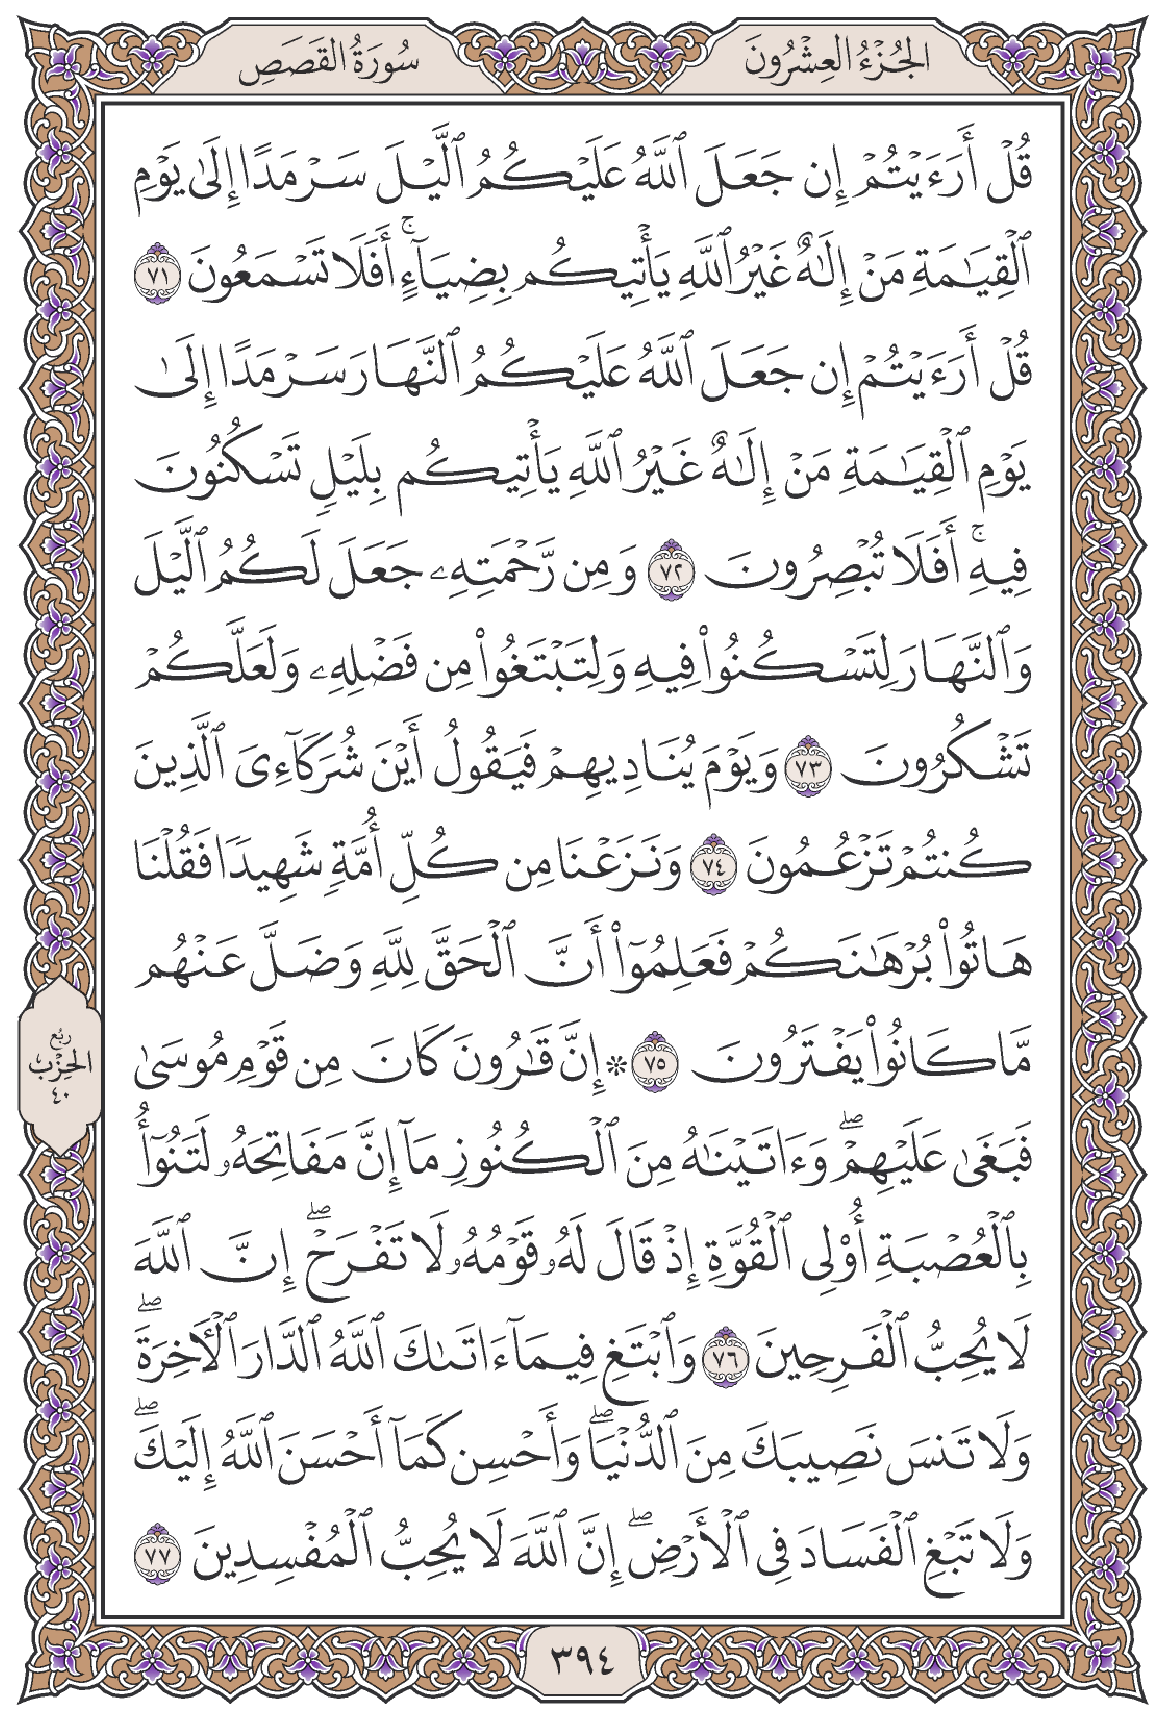 الجُزْءُ العِشْرُونَ
سُورَةُ القَصَصِ
قُلْ أَرَءَيْتُمْ إِن جَعَلَ ٱللَّهُ عَلَيْكُمُ ٱلَّيْلَ سَرْمَدًا إِلَىٰ يَوْمِ
ٱلْقِيَٰمَةِ مَنْ إِلَٰهٌ غَيْرُ ٱللَّهِ يَأْتِيكُم بِضِيَآءٍۚ أَفَلَا تَسْمَعُونَ ٧١
قُلْ أَرَءَيْتُمْ إِن جَعَلَ ٱللَّهُ عَلَيْكُمُ ٱلنَّهَارَ سَرْمَدًا إِلَىٰ
يَوْمِ ٱلْقِيَٰمَةِ مَنْ إِلَٰهٌ غَيْرُ ٱللَّهِ يَأْتِيكُم بِلَيْلٍ تَسْكُنُونَ
فِيهِۚ أَفَلَا تُبْصِرُونَ ٧٢ وَمِن رَّحْمَتِهِۦ جَعَلَ لَكُمُ ٱلَّيْلَ
وَٱلنَّهَارَ لِتَسْكُنُوا۟ فِيهِ وَلِتَبْتَغُوا۟ مِن فَضْلِهِۦ وَلَعَلَّكُمْ
تَشْكُرُونَ ٧٣ وَيَوْمَ يُنَادِيهِمْ فَيَقُولُ أَيْنَ شُرَكَآءِىَ ٱلَّذِينَ
كُنتُمْ تَزْعُمُونَ ٧٤ وَنَزَعْنَا مِن كُلِّ أُمَّةٍ شَهِيدًا فَقُلْنَا
هَاتُوا۟ بُرْهَٰنَكُمْ فَعَلِمُوٓا۟ أَنَّ ٱلْحَقَّ لِلَّهِ وَضَلَّ عَنْهُم
مَّا كَانُوا۟ يَفْتَرُونَ ٧٥ ۞ إِنَّ قَٰرُونَ كَانَ مِن قَوْمِ مُوسَىٰ
فَبَغَىٰ عَلَيْهِمْۖ وَءَاتَيْنَٰهُ مِنَ ٱلْكُنُوزِ مَآ إِنَّ مَفَاتِحَهُۥ لَتَنُوٓأُ
بِٱلْعُصْبَةِ أُو۟لِى ٱلْقُوَّةِ إِذْ قَالَ لَهُۥ قَوْمُهُۥ لَا تَفْرَحْۖ إِنَّ ٱللَّهَ
لَا يُحِبُّ ٱلْفَرِحِينَ ٧٦ وَٱبْتَغِ فِيمَآ ءَاتَىٰكَ ٱللَّهُ ٱلدَّارَ ٱلْءَاخِرَةَۖ
وَلَا تَنسَ نَصِيبَكَ مِنَ ٱلدُّنْيَاۖ وَأَحْسِن كَمَآ أَحْسَنَ ٱللَّهُ إِلَيْكَۖ
وَلَا تَبْغِ ٱلْفَسَادَ فِى ٱلْأَرْضِۖ إِنَّ ٱللَّهَ لَا يُحِبُّ ٱلْمُفْسِدِينَ ٧٧
رُبُع
الحِزْب
٤٠
٣٩٤